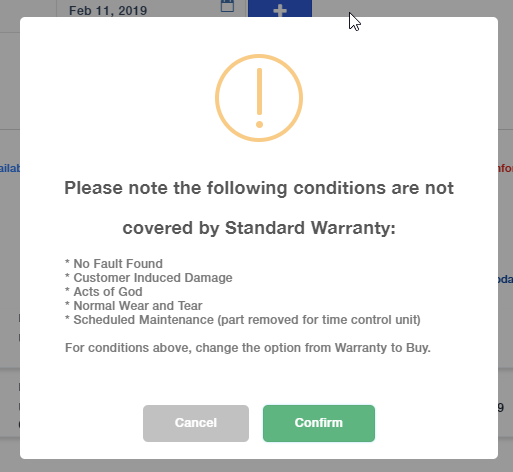 Feb 11, 2019
Please note the following conditions are not
covered by Standard Warranty:
* No Fault Found
* Customer Induced Damage
* Acts of God
* Normal Wear and Tear
* Scheduled Maintenance (part removed for time control unit)
For conditions above, change the option from Warranty to Buy.
Cancel
Confirm